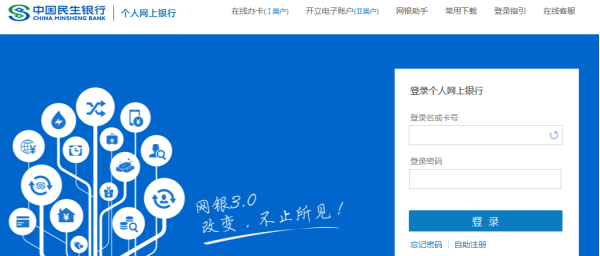 中国民生银行 个人网上银行 在线办卡(I类户) 开立电子账户(II类户) 网银助手 常用下载 登录指引 在线客服
CHINA MINSHENG BANK
登录个人网上银行
登录名或卡号
登录密码
网银3.0
改变，不止所见！
登 录
忘记密码 | 自助注册